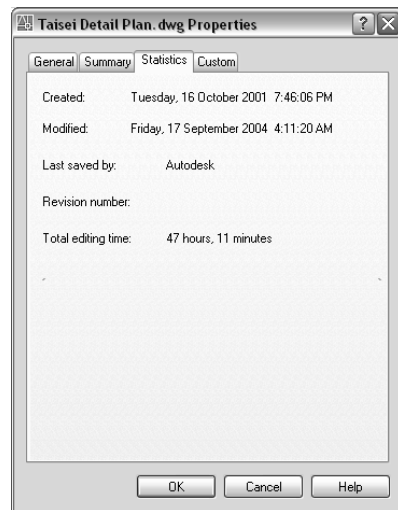 Taisei Detail Plan.dwg Properties
General Summary Statistics Custom
Created: Tuesday, 16 October 2001 7:46:06 PM
Modified: Friday, 17 September 2004 4:11:20 AM
Last saved by: Autodesk
Revision number:
Total editing time: 47 hours, 11 minutes
OK Cancel Help